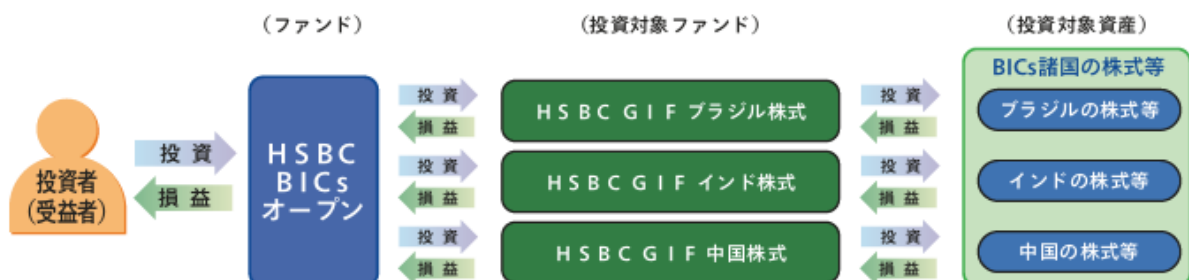 (ファンド)
(投資対象ファンド)
(投資対象資産)
BICs諸国の株式等
投資
損益
HSBC GIF ブラジル株式
投資
損益
ブラジルの株式等
投資者
(受益者)
投資
損益
HSBC
BICs
オープン
投資
損益
HSBC GIF インド株式
投資
損益
インドの株式等
投資
損益
HSBC GIF 中国株式
投資
損益
中国の株式等